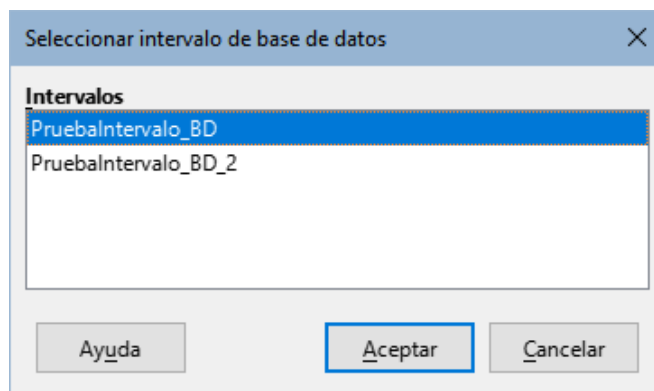 Seleccionar intervalo de base de datos
Intervalos
PruebaIntervalo_BD
PruebaIntervalo_BD_2
Ayuda Aceptar Cancelar